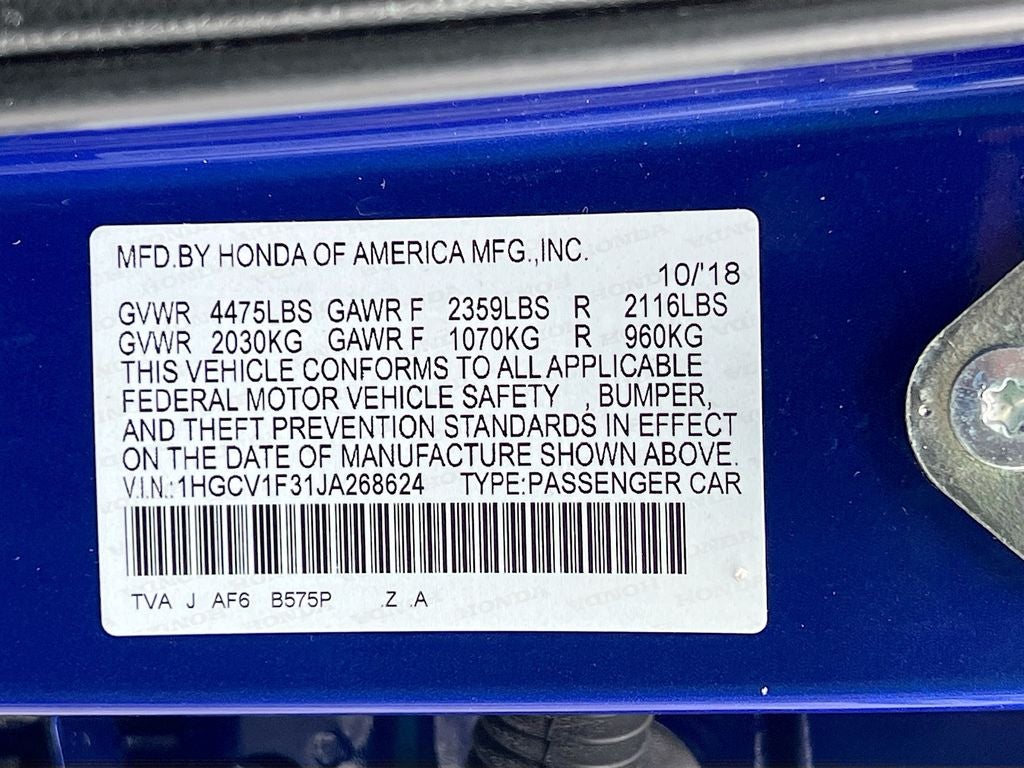 MFD.BY HONDA OF AMERICA MFG.,INC.
10/'18
GVWR 4475LBS GAWR F 2359LBS R 2116LBS
GVWR 2030KG GAWR F 1070KG R 960KG
THIS VEHICLE CONFORMS TO ALL APPLICABLE
FEDERAL MOTOR VEHICLE SAFETY , BUMPER,
AND THEFT PREVENTION STANDARDS IN EFFECT
ON THE DATE OF MANUFACTURE SHOWN ABOVE.
V.I.N.:1HGCV1F31JA268624 TYPE:PASSENGER CAR
TVA J AF6 B575P .Z .A